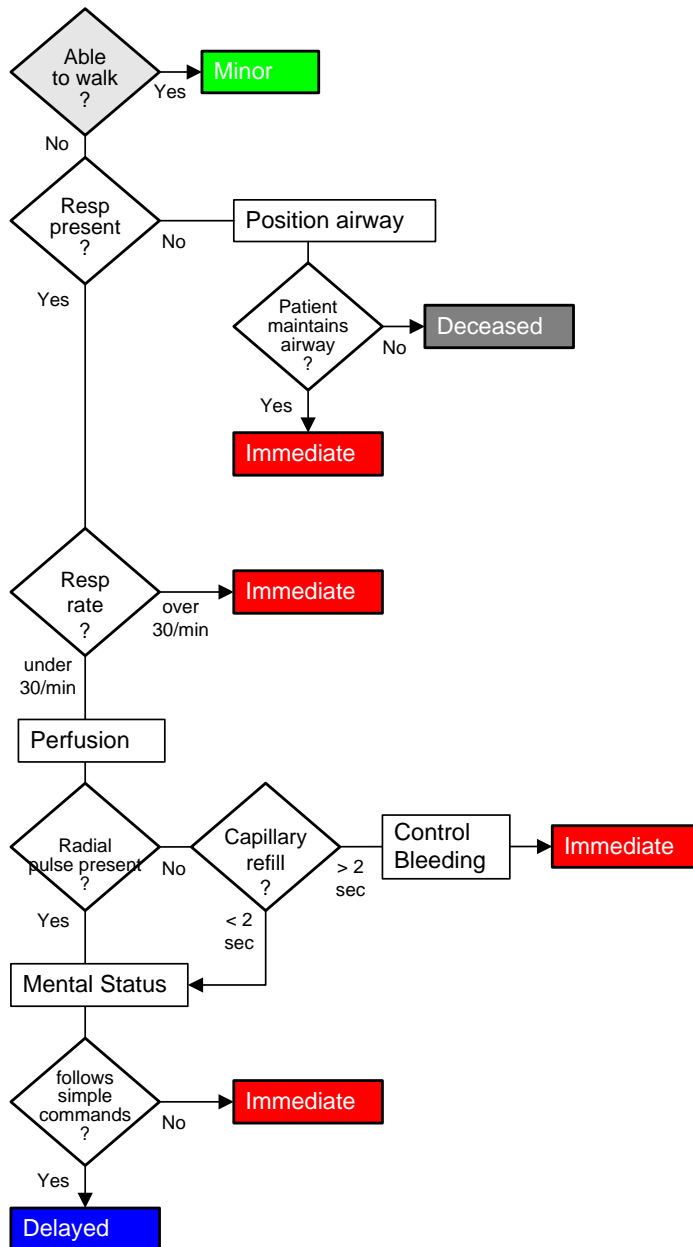 Able
to walk
?
Yes
Minor
No
Resp
present
?
No
Position airway
Yes
Patient
maintains
airway
?
No
Deceased
Yes
Immediate
Resp
rate
?
over
30/min
Immediate
under
30/min
Perfusion
Radial
pulse present
?
No
Capillary
refill
?
> 2
sec
Control
Bleeding
Immediate
Yes
< 2
sec
Mental Status
follows
simple
commands
?
No
Immediate
Yes
Delayed